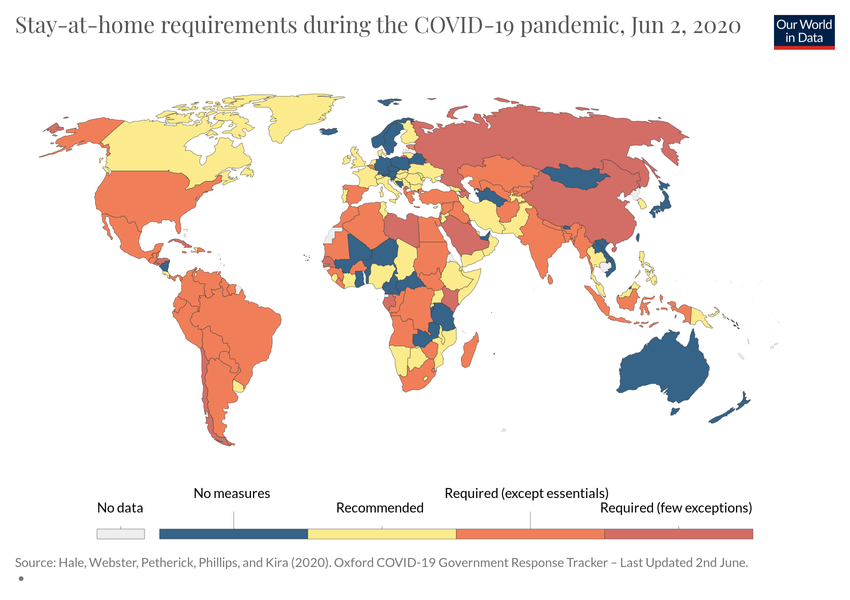 Stay-at-home requirements during the COVID-19 pandemic, Jun 2, 2020
Our World
in Data
No data
No measures
Recommended
Required (except essentials)
Required (few exceptions)
Source: Hale, Webster, Petherick, Phillips, and Kira (2020). Oxford COVID-19 Government Response Tracker – Last Updated 2nd June.